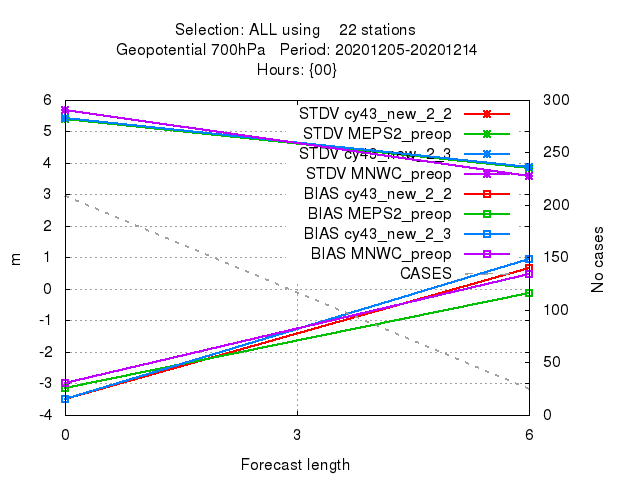 Selection: ALL using    22 stations
Geopotential 700hPa   Period: 20201205-20201214
Hours: {00}
6 300
STDV cy43_new_2_2
5
STDV MEPS2_preop
250
STDV cy43_new_2_3
4
STDV MNWC_preop
3
BIAS cy43_new_2_2
200
2
BIAS MEPS2_preop
BIAS cy43_new_2_3
1
BIAS MNWC_preop
150
CASES
m
No cases
0
-1
100
-2
50
-3
-4 0
0 3 6
Forecast length